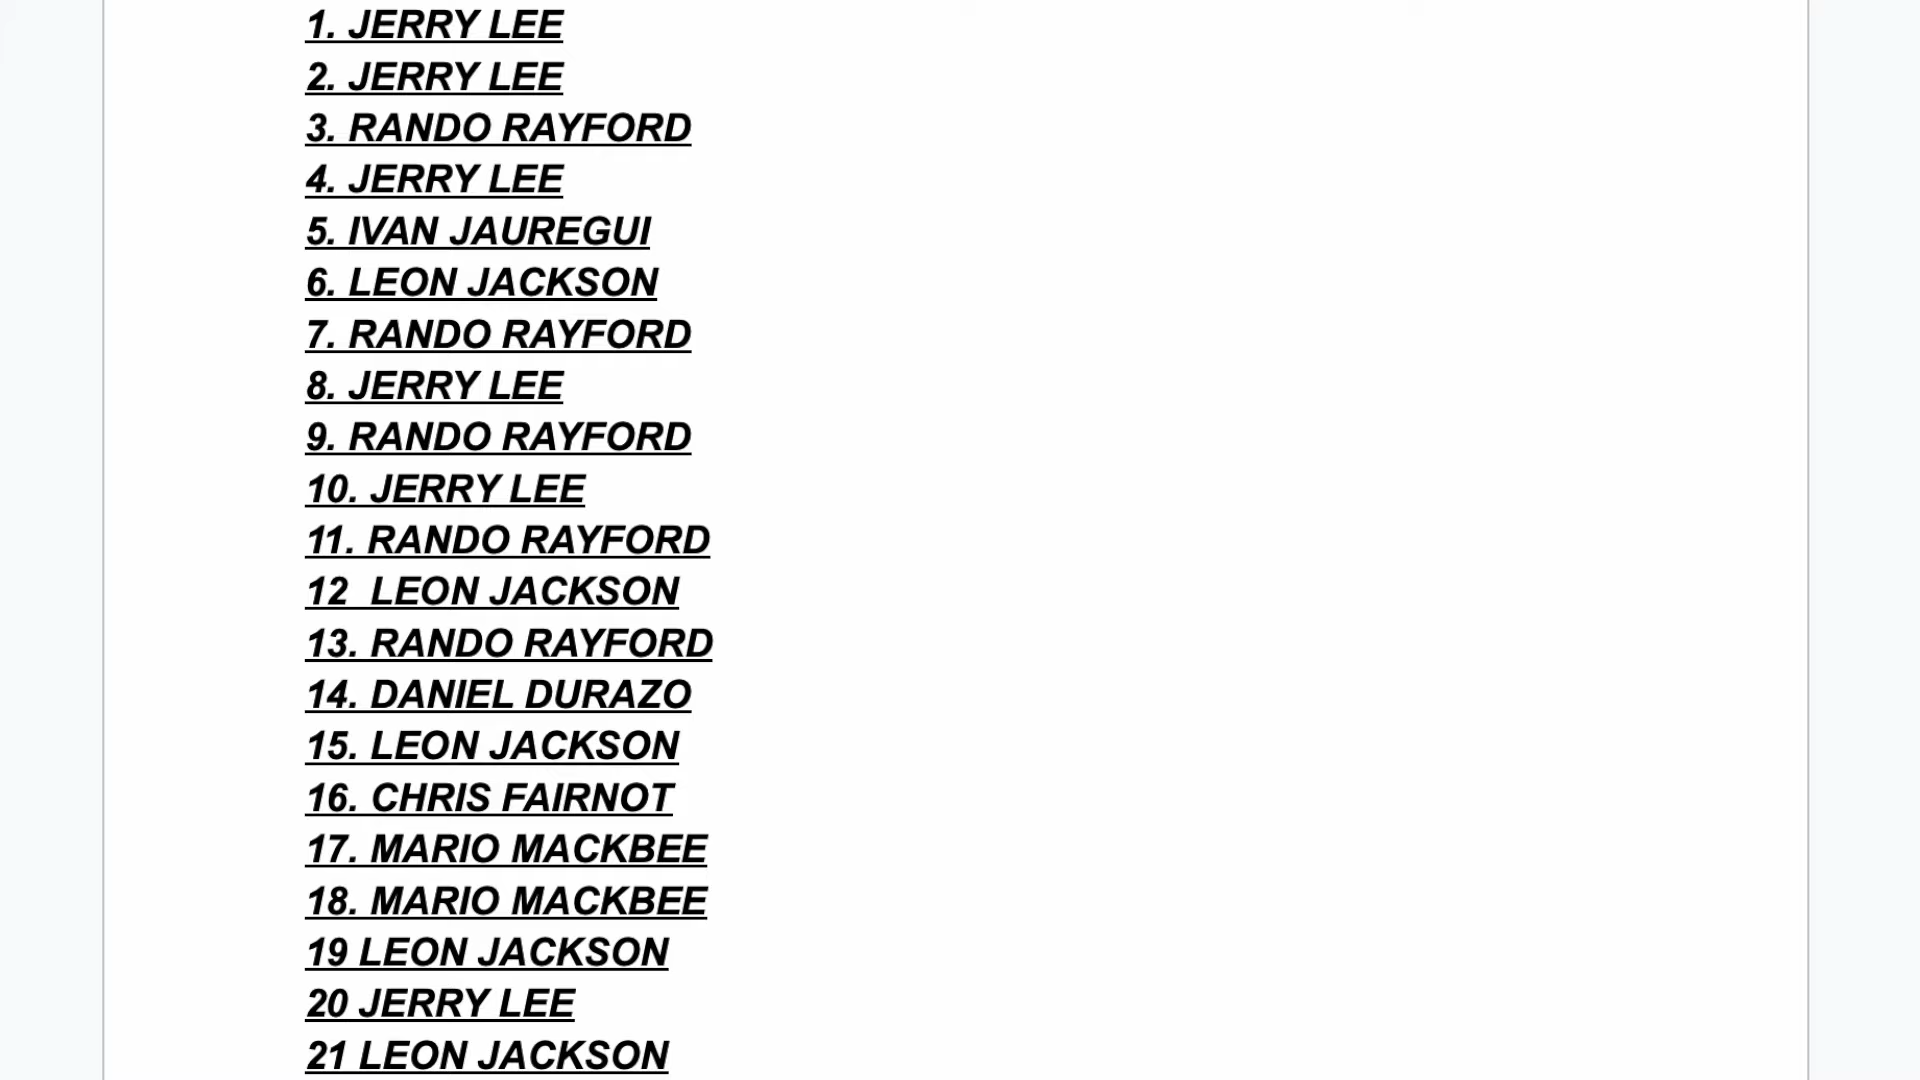 1. JERRY LEE
2. JERRY LEE
3. RANDO RAYFORD
4. JERRY LEE
5. IVAN JAUREGUI
6. LEON JACKSON
7. RANDO RAYFORD
8. JERRY LEE
9. RANDO RAYFORD
10. JERRY LEE
11. RANDO RAYFORD
12  LEON JACKSON
13. RANDO RAYFORD
14. DANIEL DURAZO
15. LEON JACKSON
16. CHRIS FAIRNOT
17. MARIO MACKBEE
18. MARIO MACKBEE
19 LEON JACKSON
20 JERRY LEE
21 LEON JACKSON